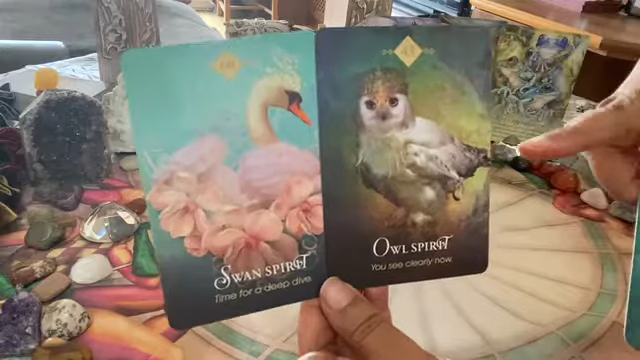 Swan Spirit
Time for a deep dive.
Owl Spirit
You see clearly now.